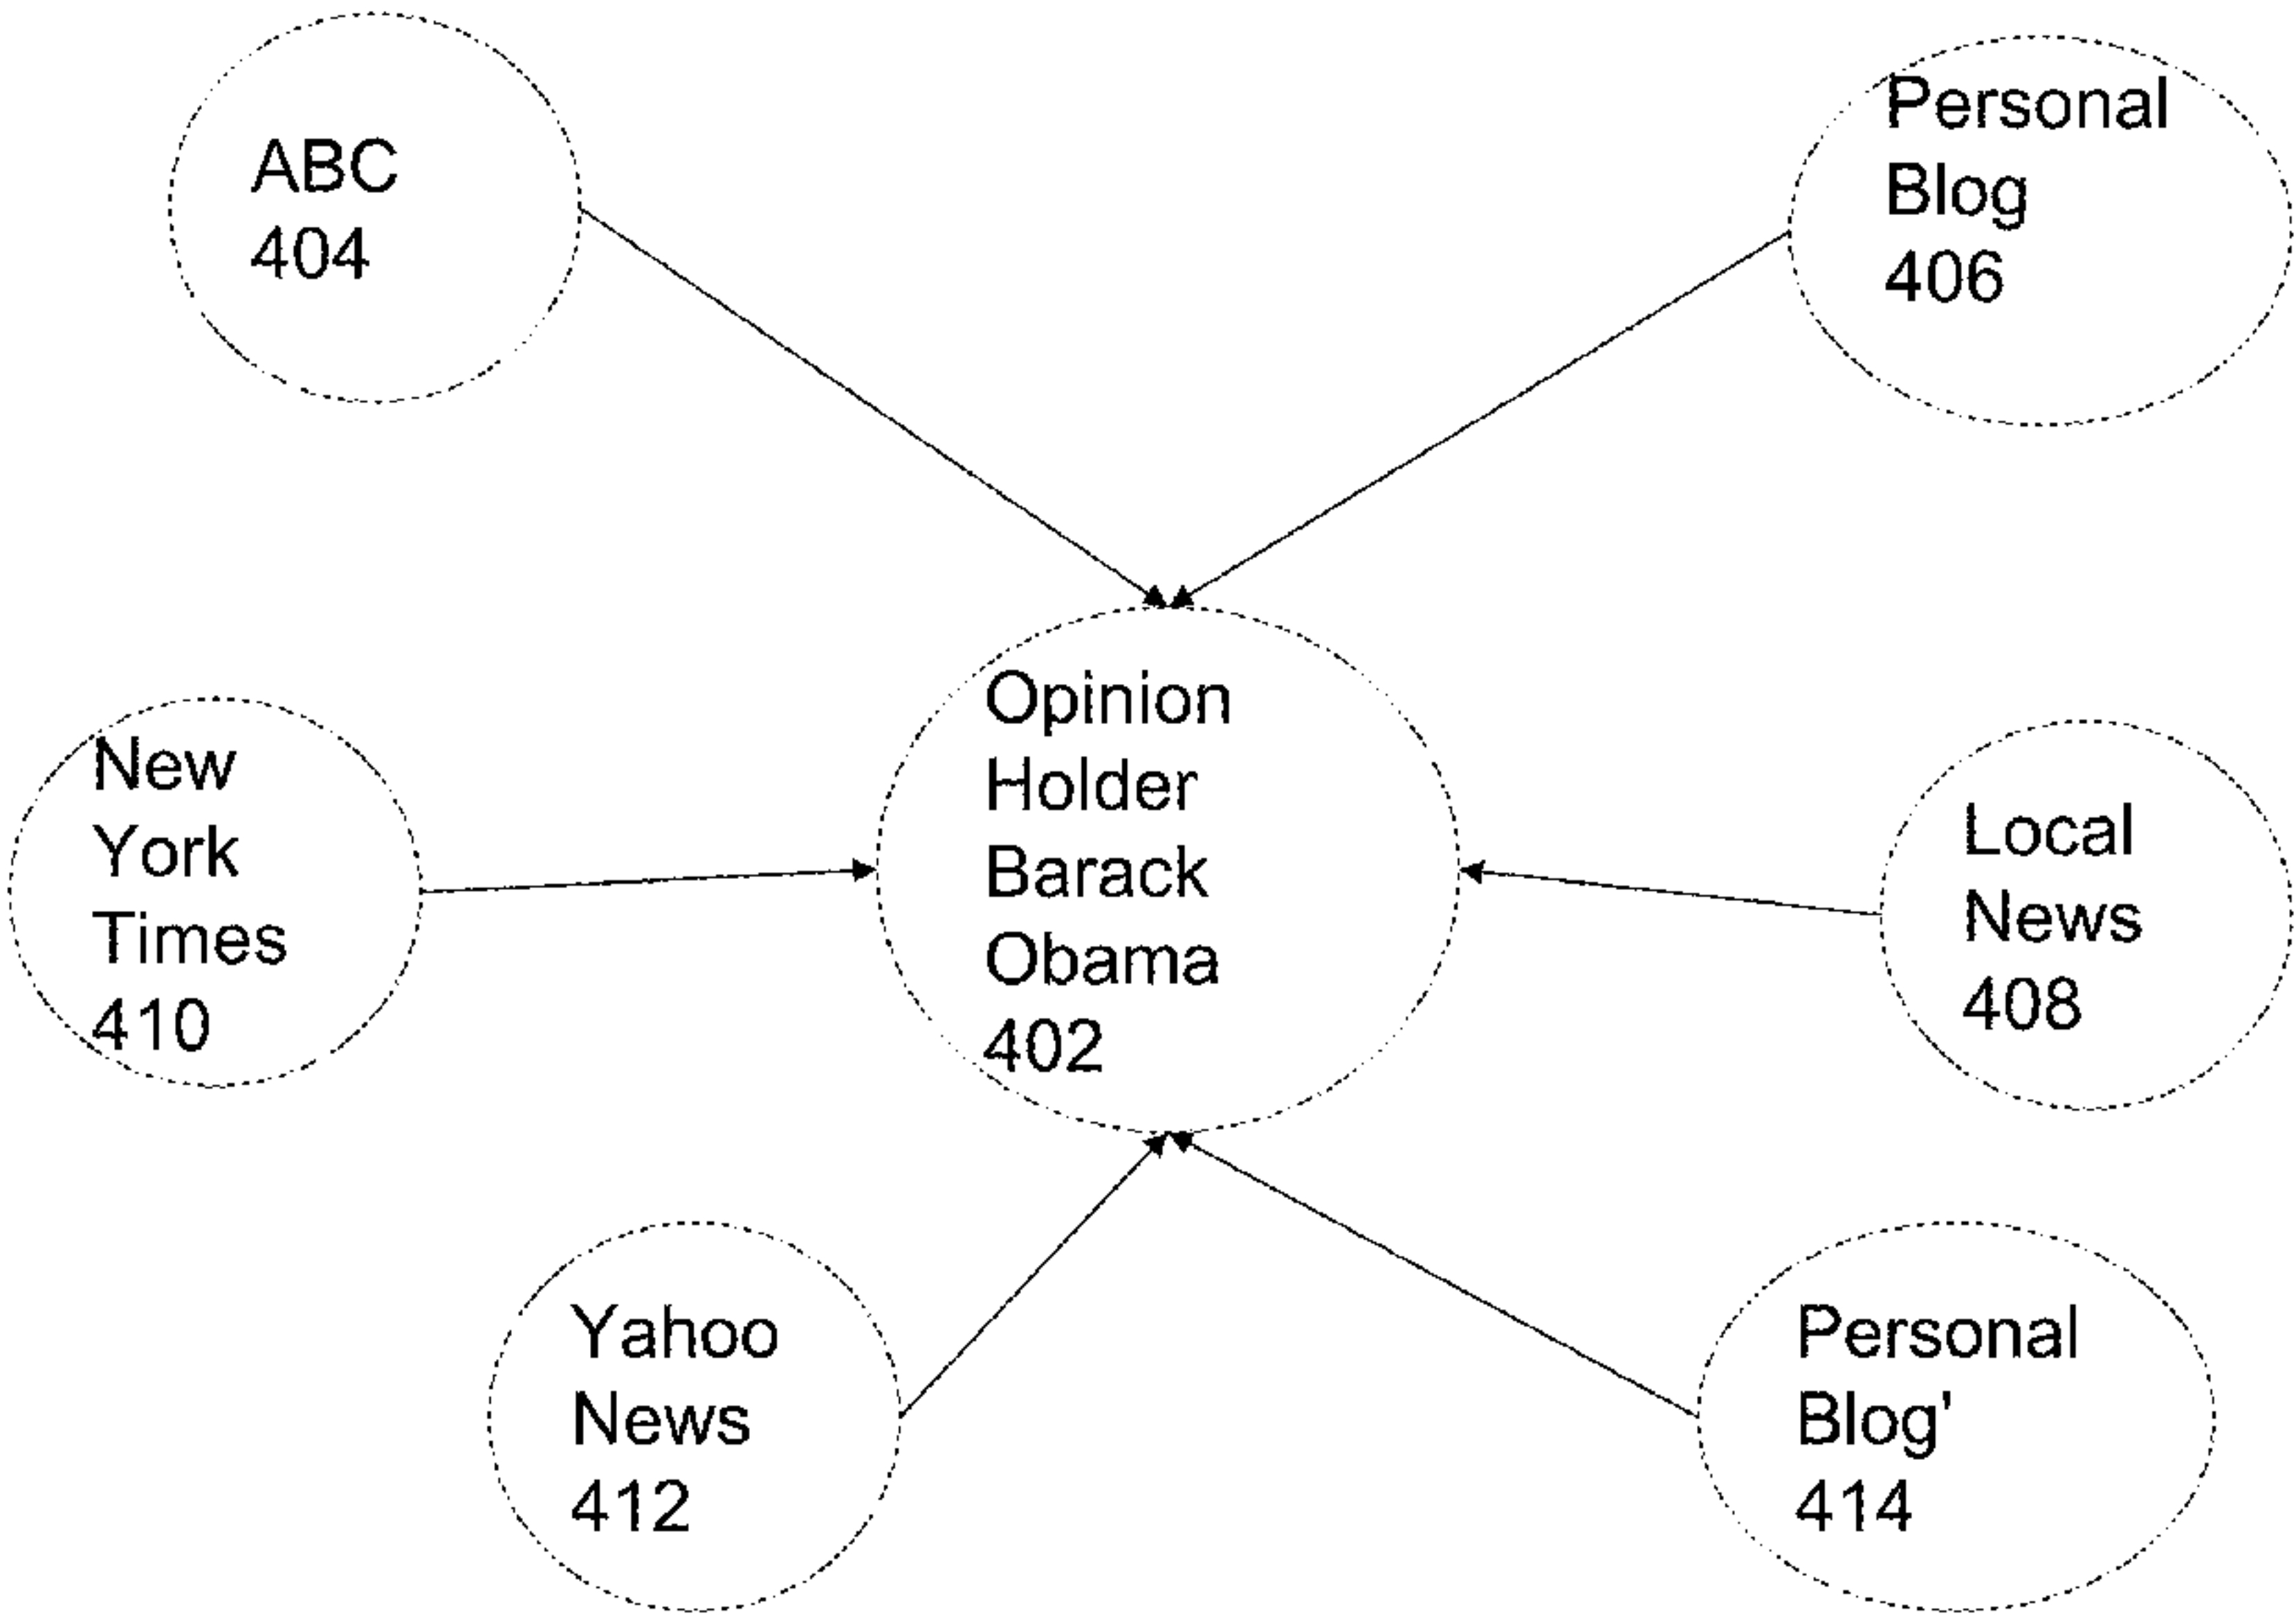 ABC
404
Personal
Blog
406
New
York
Times
410
Opinion
Holder
Barack
Obama
402
Local
News
408
Yahoo
News
412
Personal
Blog'
414